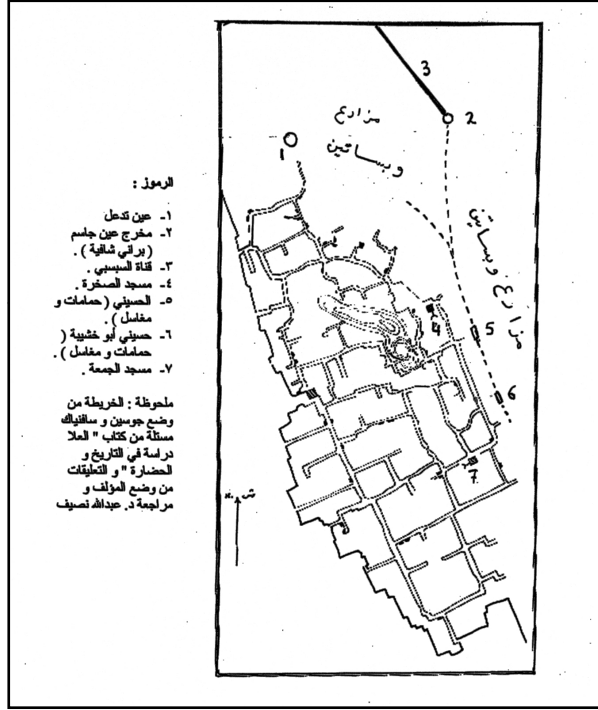 الرموز :
١- عين تدعل
٢- مخرج عين جاسم
( براني شافية ) .
٣- قناة السبسبي .
٤- مسجد الصخرة .
٥- الحسيني ( حمامات و
مغاسل ) .
٦- حسيني أبو خشيبة (
حمامات و مغاسل ) .
٧- مسجد الجمعة .
ملحوظة : الخريطة من
وضع جوسين و سافنياك
مستلة من كتاب " العلا
دراسة في التاريخ و
الحضارة " و التعليقات
من وضع المؤلف و
مراجعة د. عبدالله نصيف
3
2
مزارع
وبساتين
1
مزارع وبساتين
4
5
6
7
ش N.